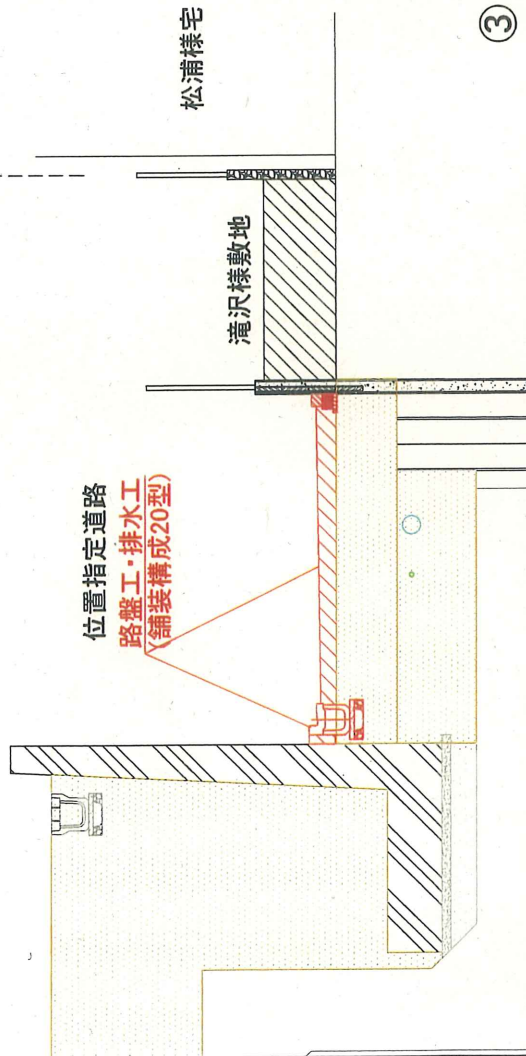 位置指定道路
路盤工・排水工
(舗装構成20型)
滝沢様敷地
松浦様宅
③